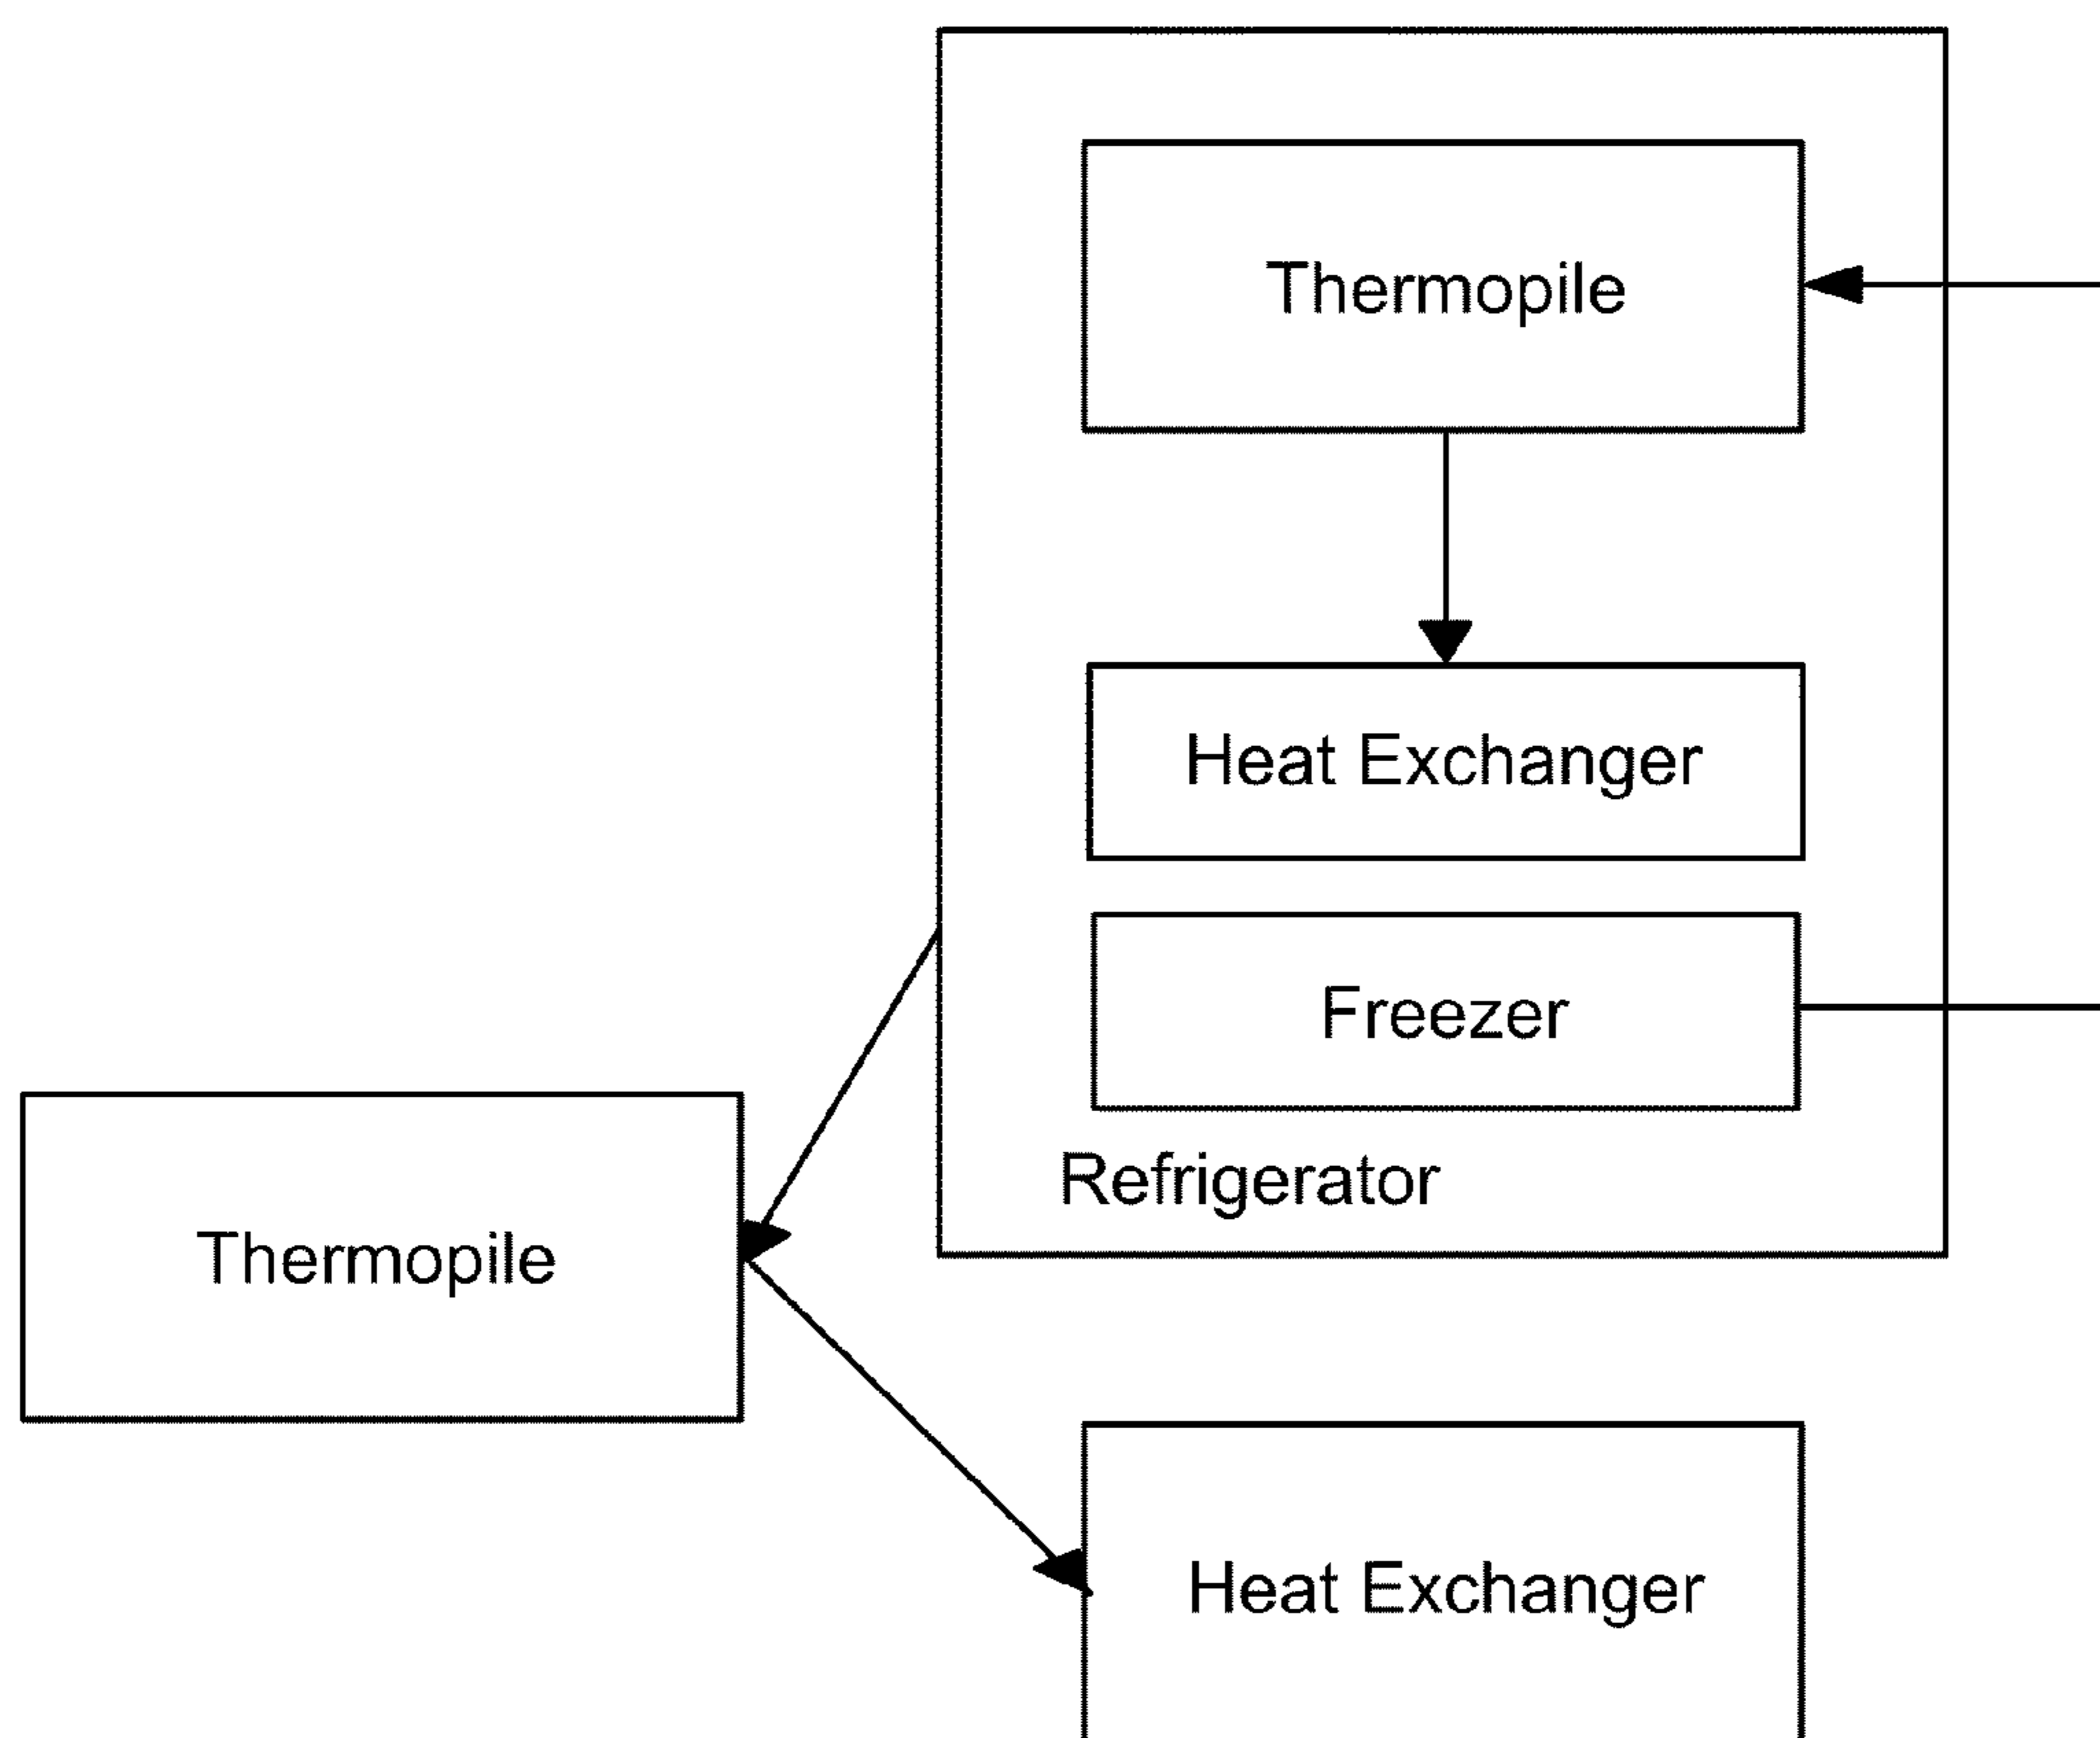 Thermopile
Heat Exchanger
Freezer
Refrigerator
Thermopile
Heat Exchanger